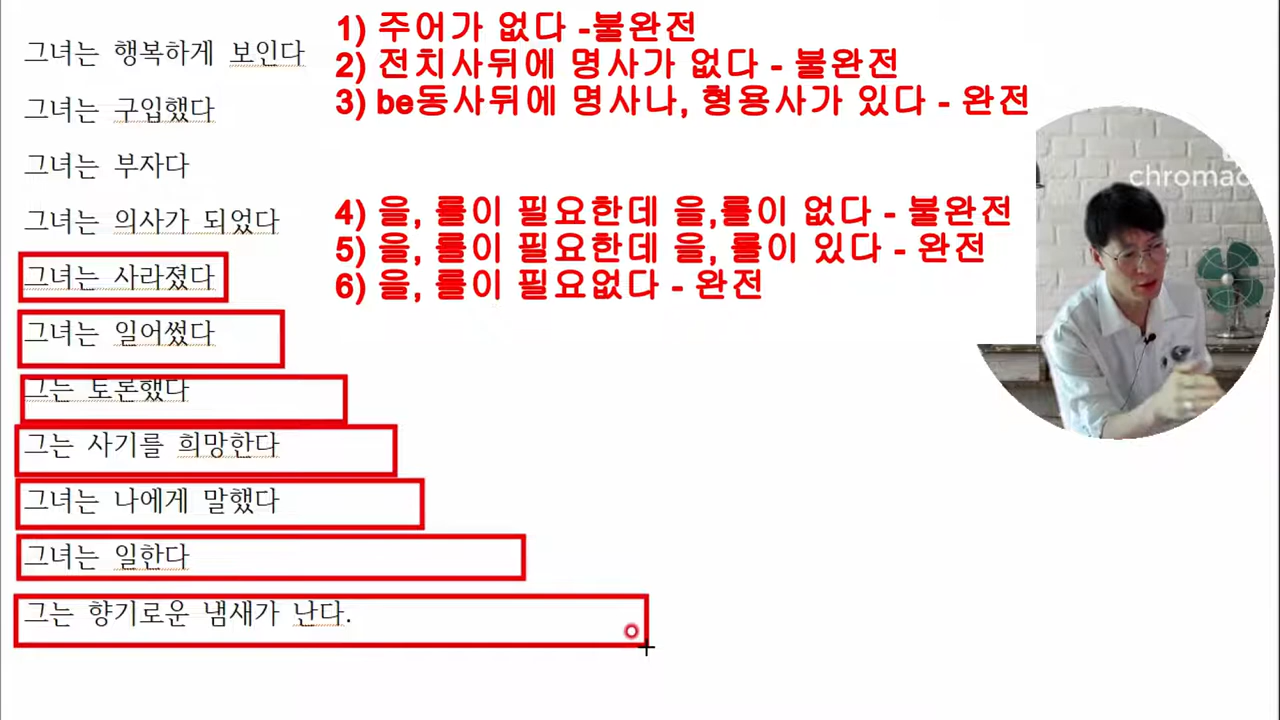 그녀는 행복하게 보인다
그녀는 구입했다
그녀는 부자다
그녀는 의사가 되었다
그녀는 사라졌다
그녀는 일어썼다
그는 토론했다
그는 사기를 희망한다
그녀는 나에게 말했다
그녀는 일한다
그는 향기로운 냄새가 난다.
1) 주어가 없다 -불완전
2) 전치사뒤에 명사가 없다 - 불완전
3) be동사뒤에 명사나, 형용사가 있다 - 완전
4) 을, 를이 필요한데 을,를이 없다 - 불완전
5) 을, 를이 필요한데 을, 를이 있다 - 완전
6) 을, 를이 필요없다 - 완전